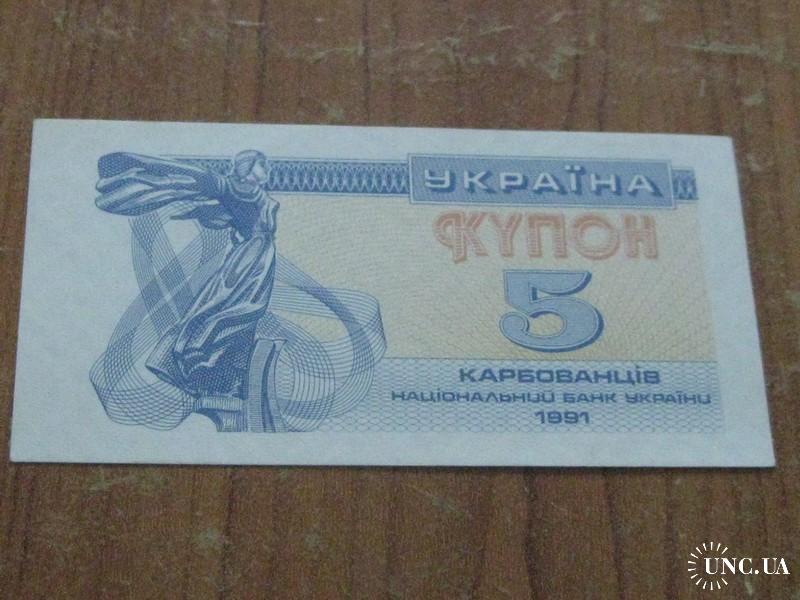 УКРАЇНА
КУПОН
5
КАРБОВАНЦІВ
НАЦІОНАЛЬНИЙ БАНК УКРАЇНИ
1991
UNC.UA